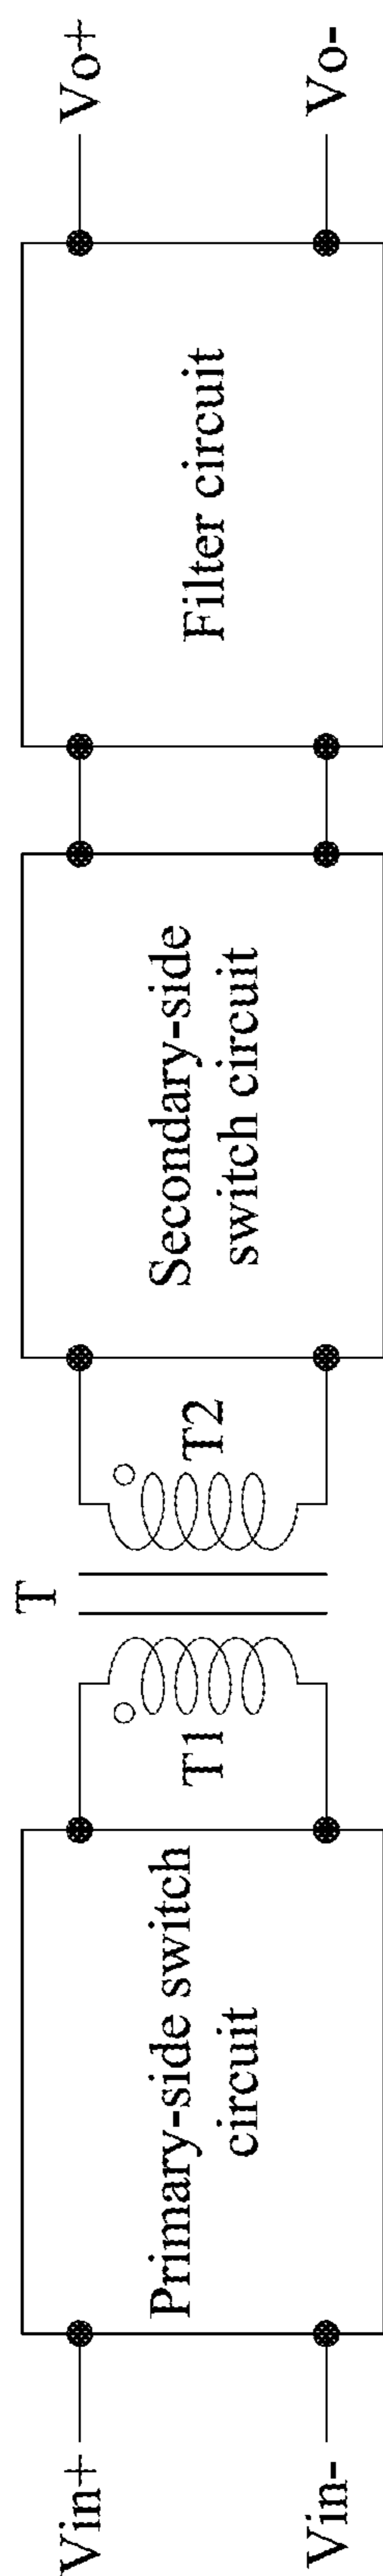 Vin+
Vin-
Primary-side switch
circuit
T
T1
T2
Secondary-side
switch circuit
Filter circuit
Vo+
Vo-